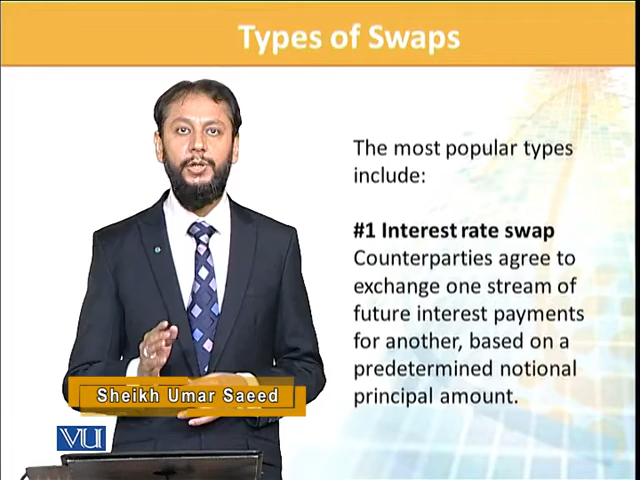 Types of Swaps
The most popular types
include:
#1 Interest rate swap
Counterparties agree to
exchange one stream of
future interest payments
for another, based on a
predetermined notional
principal amount.
Sheikh Umar Saeed
VU